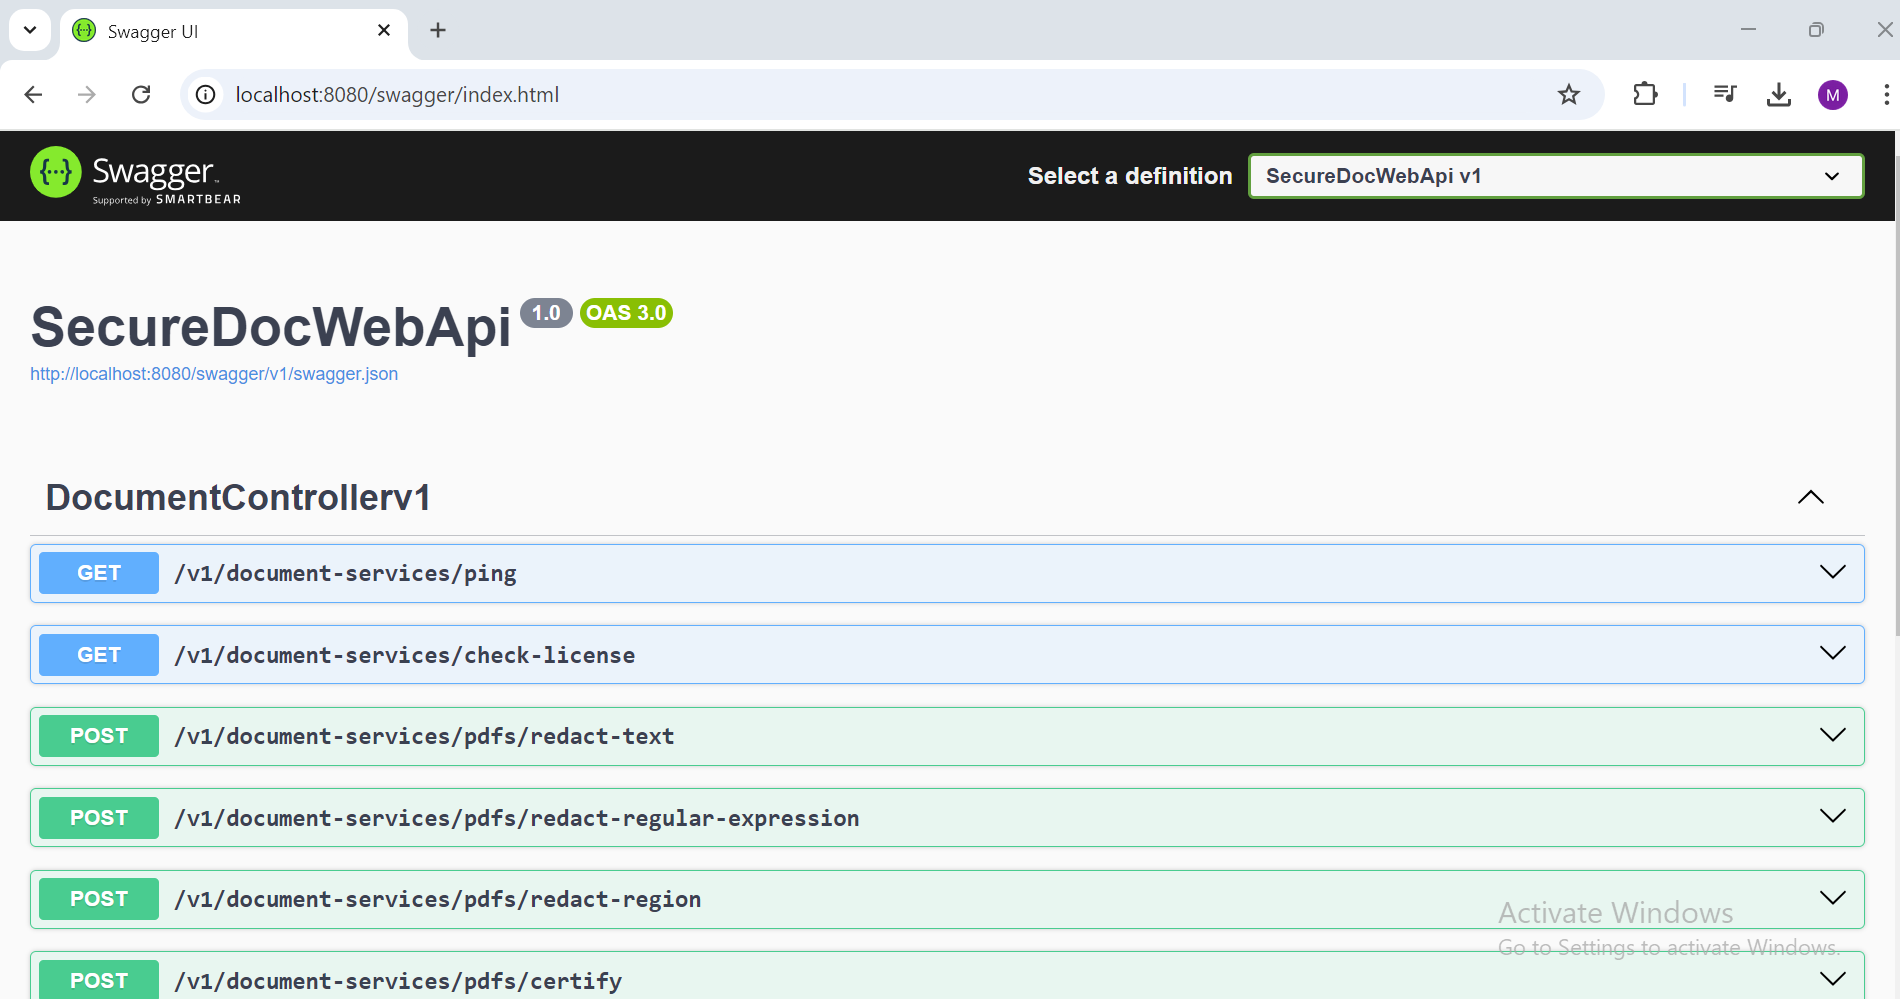 Swagger UI
localhost:8080/swagger/index.html
M
{···} Swagger™
Supported by SMARTBEAR
Select a definition
SecureDocWebApi v1
SecureDocWebApi 1.0 OAS 3.0
http://localhost:8080/swagger/v1/swagger.json
DocumentControllerv1
GET /v1/document-services/ping
GET /v1/document-services/check-license
POST /v1/document-services/pdfs/redact-text
POST /v1/document-services/pdfs/redact-regular-expression
POST /v1/document-services/pdfs/redact-region
Activate Windows
Go to Settings to activate Windows.
POST /v1/document-services/pdfs/certify